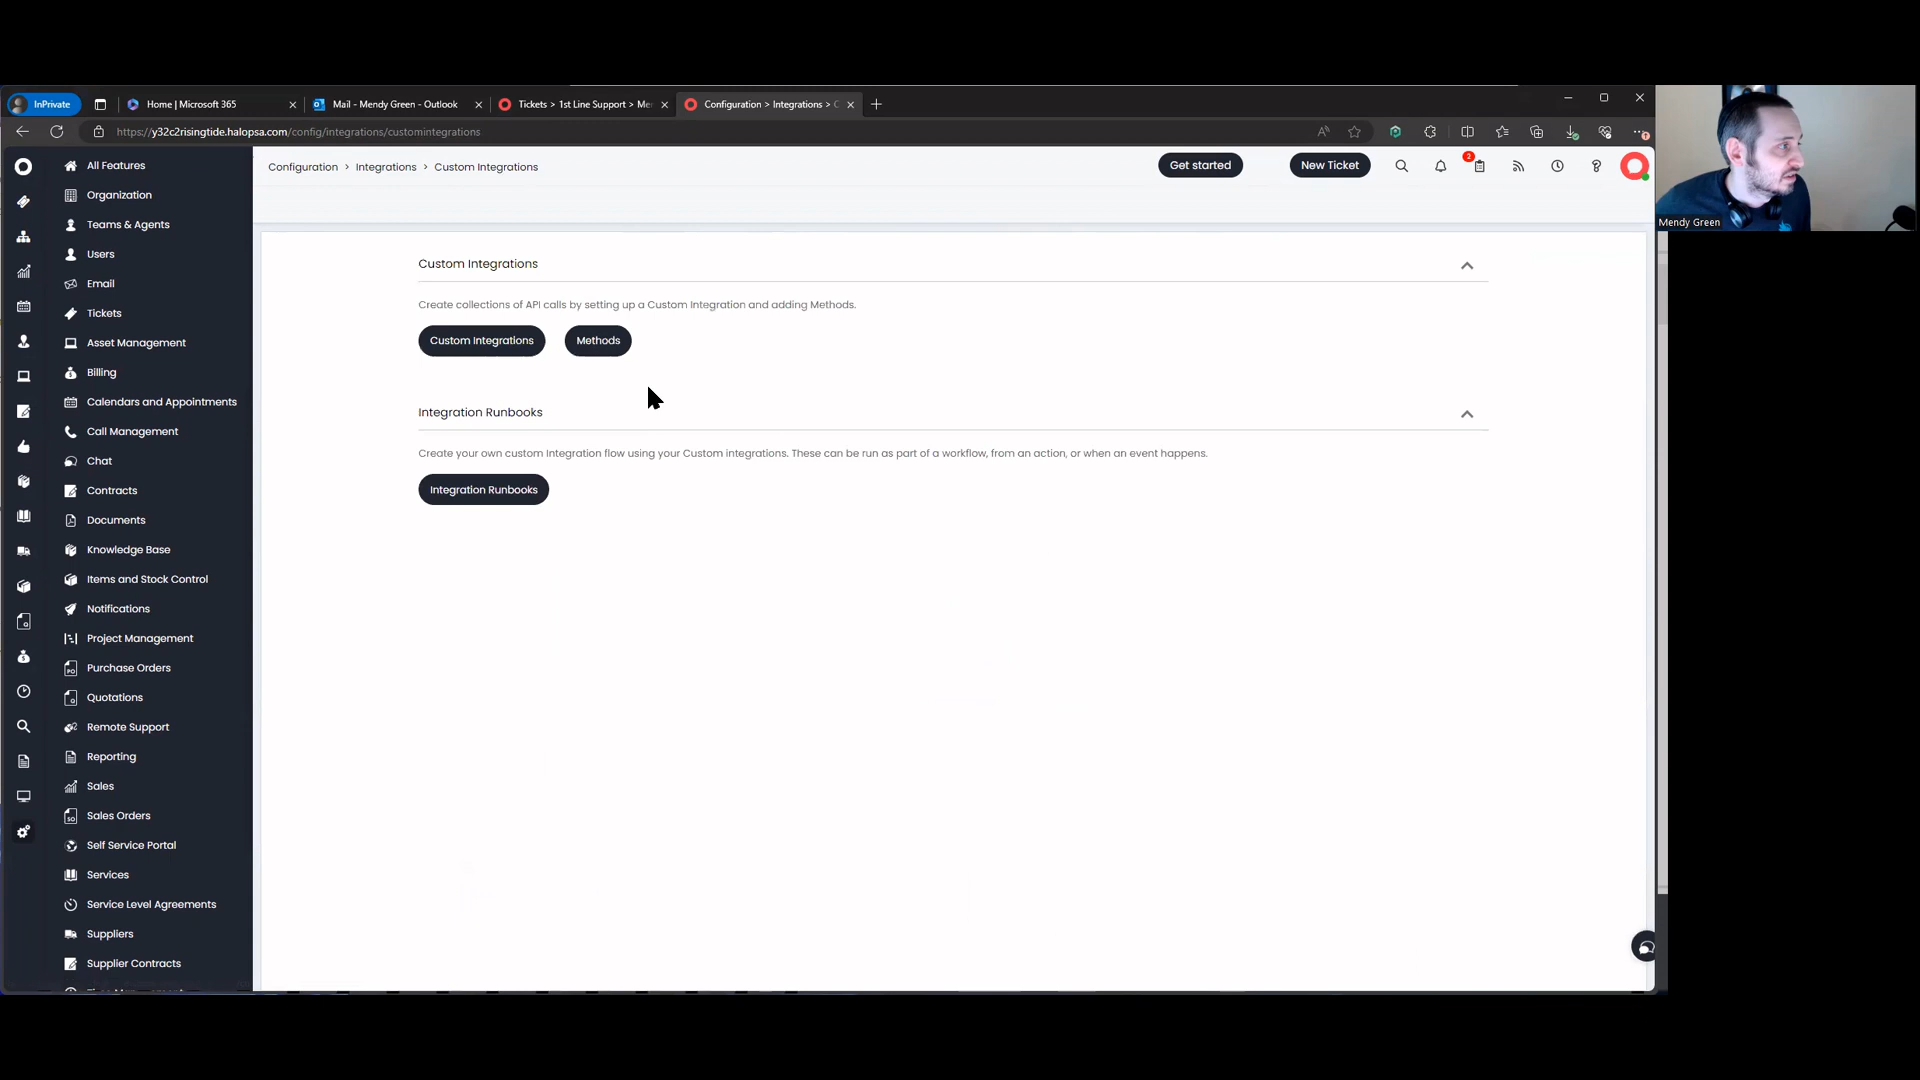 InPrivate
Home | Microsoft 365
Mail - Mendy Green - Outlook
Tickets > 1st Line Support > Me
Configuration > Integrations > C
https://y32c2risingtide.halopsa.com/config/integrations/customintegrations
Mendy Green
Configuration > Integrations > Custom Integrations
Get started
New Ticket
2
All Features
Organization
Teams & Agents
Users
Email
Tickets
Asset Management
Billing
Calendars and Appointments
Call Management
Chat
Contracts
Documents
Knowledge Base
Items and Stock Control
Notifications
Project Management
Purchase Orders
Quotations
Remote Support
Reporting
Sales
Sales Orders
Self Service Portal
Services
Service Level Agreements
Suppliers
Supplier Contracts
Custom Integrations
Create collections of API calls by setting up a Custom Integration and adding Methods.
Custom Integrations
Methods
Integration Runbooks
Create your own custom Integration flow using your Custom integrations. These can be run as part of a workflow, from an action, or when an event happens.
Integration Runbooks